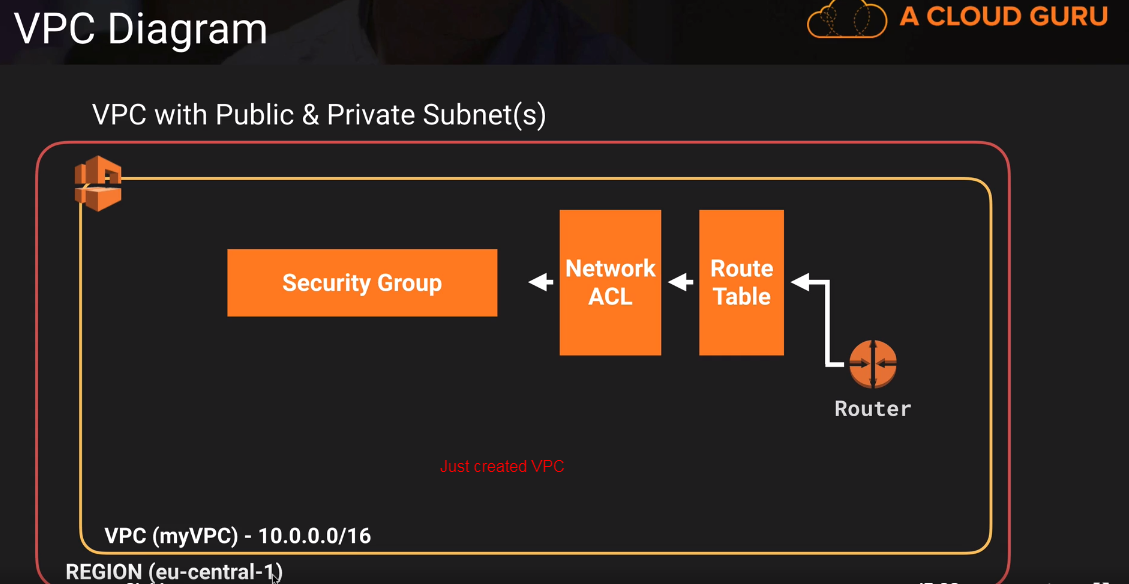 VPC Diagram
A CLOUD GURU
VPC with Public & Private Subnet(s)
Security Group
Network
ACL
Route
Table
Router
Just created VPC
VPC (myVPC) - 10.0.0.0/16
REGION (eu-central-1)